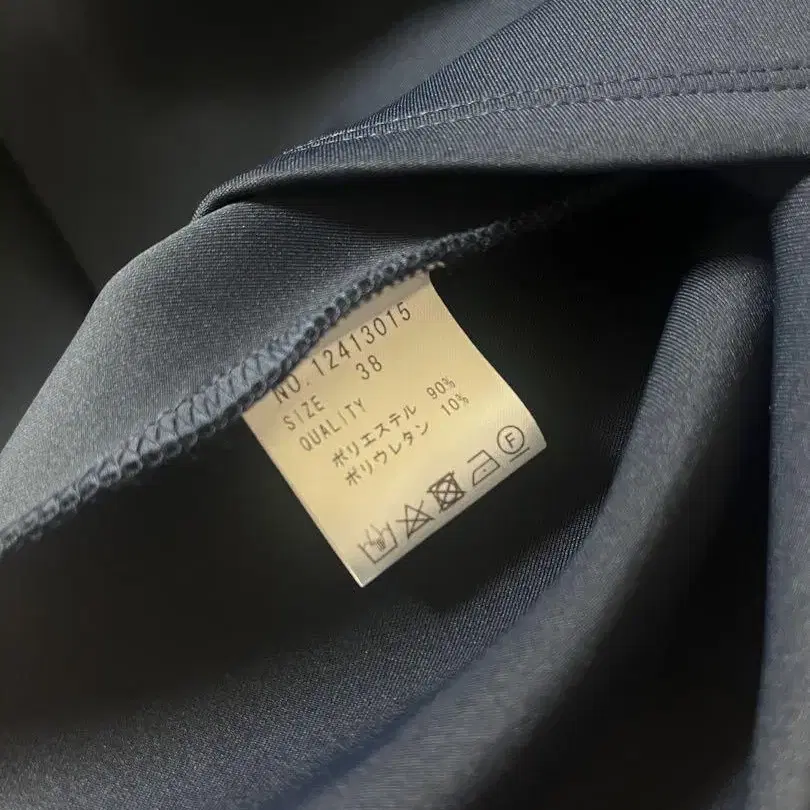 NO.12413015
SIZE 38
QUALITY
ポリエステル 90%
ポリウレタン 10%
F